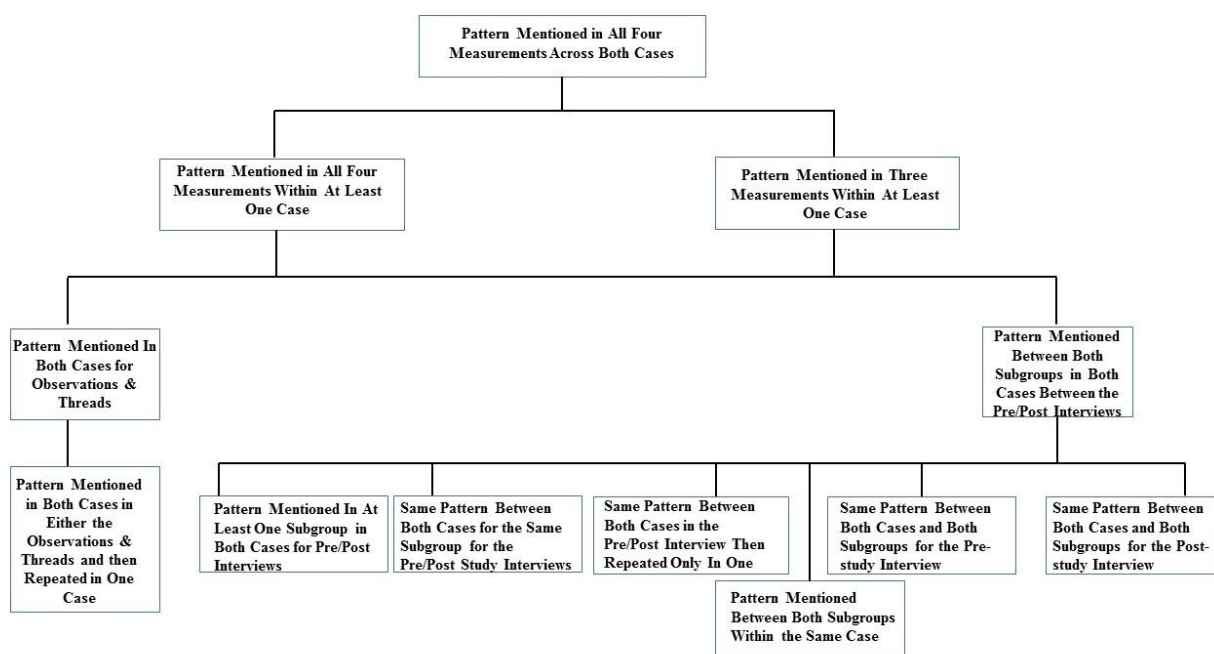 Pattern Mentioned in All Four
Measurements Across Both Cases
Pattern Mentioned in All Four
Measurements Within At Least
One Case
Pattern Mentioned in Three
Measurements Within At Least
One Case
Pattern Mentioned In
Both Cases for
Observations &
Threads
Pattern Mentioned
Between Both
Subgroups in Both
Cases Between the
Pre/Post Interviews
Pattern Mentioned
in Both Cases in
Either the
Observations &
Threads and then
Repeated in One
Case
Pattern Mentioned In At
Least One Subgroup in
Both Cases for Pre/Post
Interviews
Same Pattern Between
Both Cases for the Same
Subgroup for the
Pre/Post Study Interviews
Same Pattern Between
Both Cases in the
Pre/Post Interview Then
Repeated Only In One
Pattern Mentioned
Between Both Subgroups
Within the Same Case
Same Pattern Between
Both Cases and Both
Subgroups for the Pre-
study Interview
Same Pattern Between
Both Cases and Both
Subgroups for the Post-
study Interview